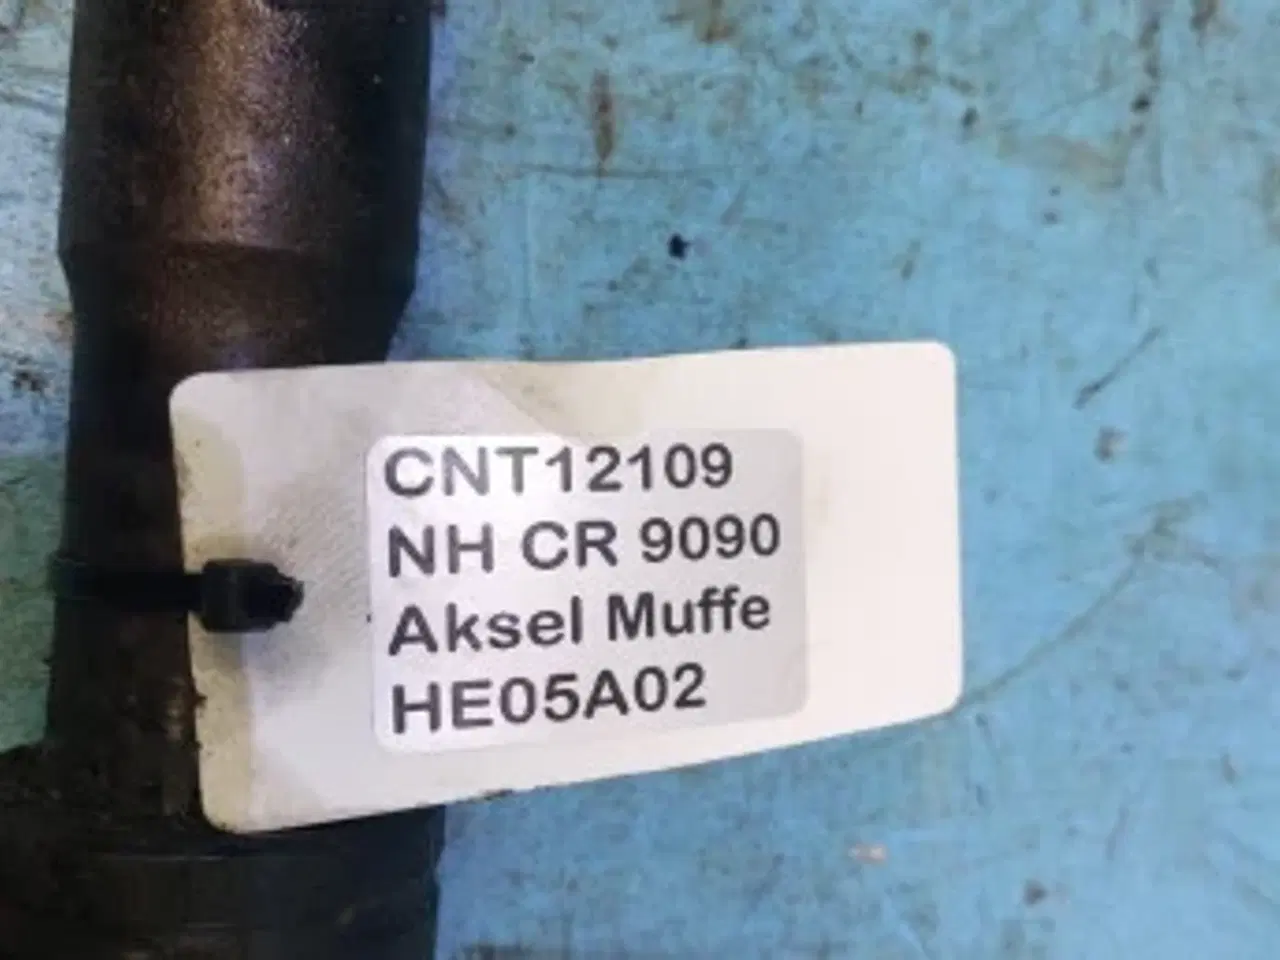 CNT12109
NH CR 9090
Aksel Muffe
HE05A02